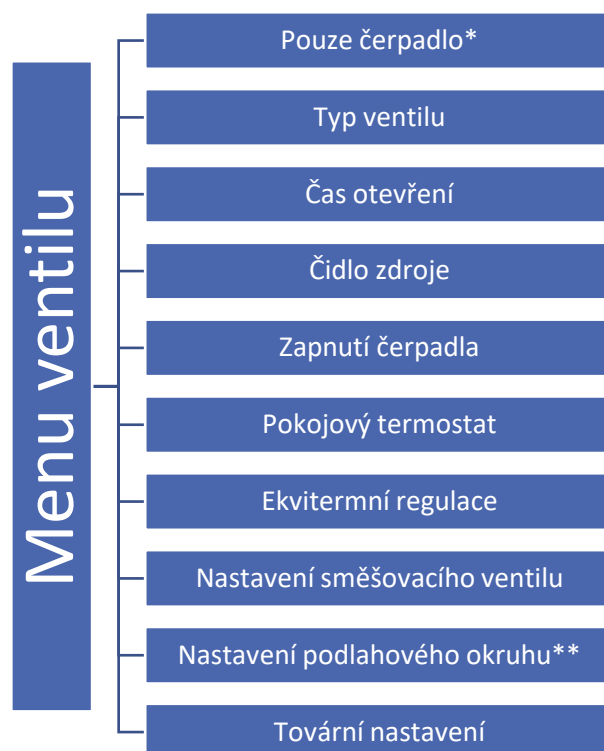 Menu ventilu
Pouze čerpadlo*
Typ ventilu
Čas otevření
Čidlo zdroje
Zapnutí čerpadla
Pokojový termostat
Ekvitermní regulace
Nastavení směšovacího ventilu
Nastavení podlahového okruhu**
Tovární nastavení